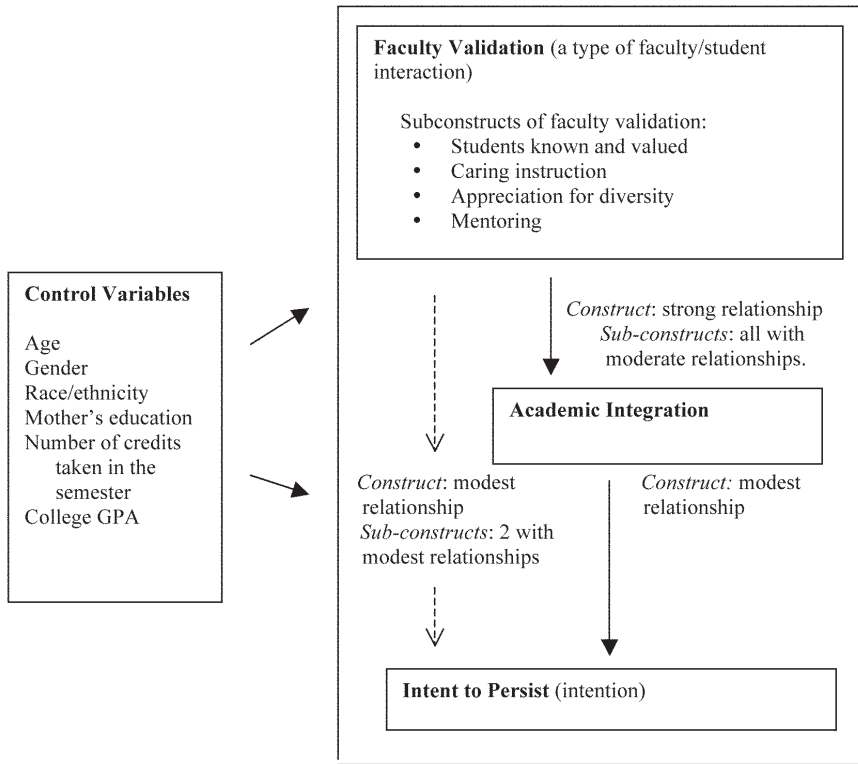 Faculty Validation (a type of faculty/student
interaction)
Subconstructs of faculty validation:
• Students known and valued
• Caring instruction
• Appreciation for diversity
• Mentoring
Control Variables
Age
Gender
Race/ethnicity
Mother's education
Number of credits
taken in the
semester
College GPA
Construct: strong relationship
Sub-constructs: all with
moderate relationships.
Academic Integration
Construct: modest
relationship
Sub-constructs: 2 with
modest relationships
Construct: modest
relationship
Intent to Persist (intention)